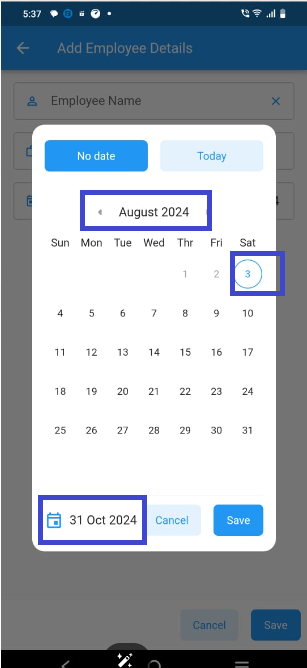 5:37
Add Employee Details
Employee Name
No date Today
August 2024
Sun Mon Tue Wed Thr Fri Sat
1 2 3
4 5 6 7 8 9 10
11 12 13 14 15 16 17
18 19 20 21 22 23 24
25 26 27 28 29 30 31
31 Oct 2024 Cancel Save
Cancel Save